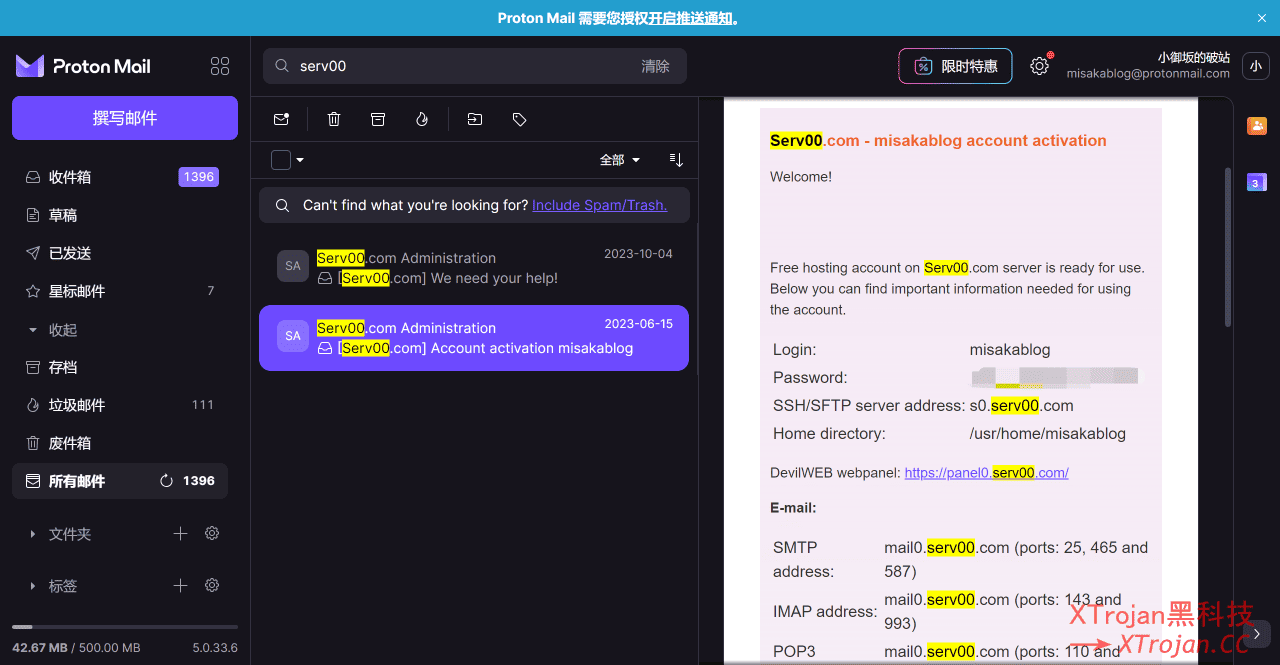 Proton Mail 需要您授权开启推送通知。
Proton Mail
撰写邮件
收件箱
1396
草稿
已发送
星标邮件
7
收起
存档
垃圾邮件
111
废件箱
所有邮件
1396
文件夹
标签
42.67 MB / 500.00 MB
5.0.33.6
serv00
清除
限时特惠
小御坂的破站
misakablog@protonmail.com
小
全部
Can't find what you're looking for? Include Spam/Trash.
SA
Serv00.com Administration
2023-10-04
[Serv00.com] We need your help!
SA
Serv00.com Administration
2023-06-15
[Serv00.com] Account activation misakablog
Serv00.com - misakablog account activation
Welcome!
Free hosting account on Serv00.com server is ready for use.
Below you can find important information needed for using
the account.
Login: misakablog
Password:
SSH/SFTP server address: s0.serv00.com
Home directory: /usr/home/misakablog
DevilWEB webpanel: https://panel0.serv00.com/
E-mail:
SMTP address:
mail0.serv00.com (ports: 25, 465 and
587)
IMAP address:
mail0.serv00.com (ports: 143 and
993)
POP3
mail0.serv00.com (ports: 110 and
3
XTrojan黑科技
XTrojan.CC